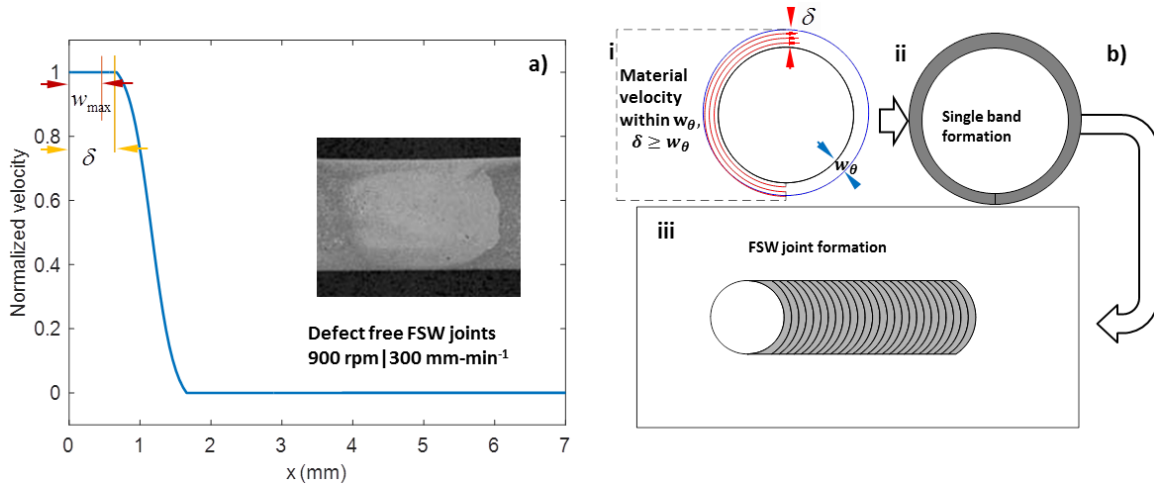 a)
1
0.8
0.6
0.4
0.2
0
Normalized velocity
w_max
δ
Defect free FSW joints
900 rpm|300 mm-min⁻¹
0 1 2 3 4 5 6 7
x (mm)
b)
i
δ
Material
velocity
within w_θ,
δ ≥ w_θ
w_θ
ii
Single band
formation
iii
FSW joint formation